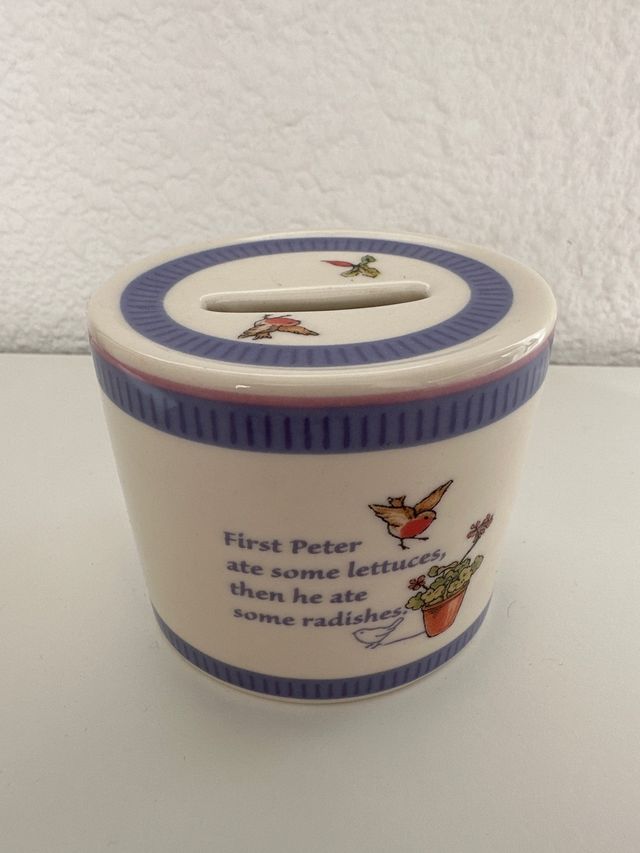 First Peter
ate some lettuces,
then he ate
some radishes.